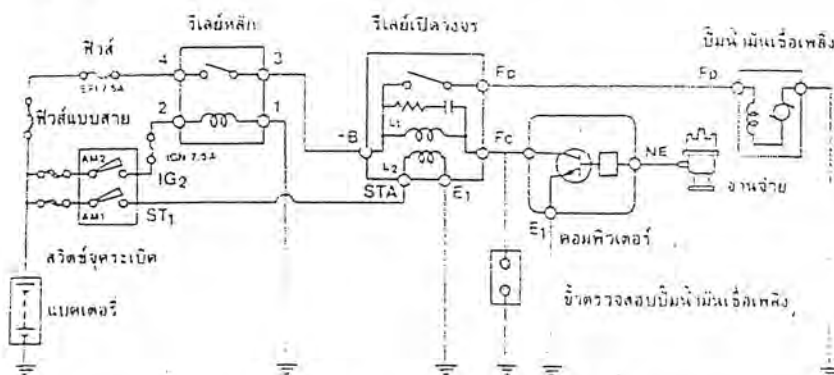 รีเลย์หลัก
รีเลย์เปิดวงจร
ฟิวส์
ปั๊มน้ำมันเชื้อเพลิง
4
3
Fp
Fp
EFI 7.5A
2
1
ฟิวส์แบบสาย
L1
+B
Fc
IGN 7.5A
NE
AM2
IG2
L2
STA
E1
จานจ่าย
AM1
ST1
E1
คอมพิวเตอร์
สวิตช์จุดระเบิด
แบตเตอรี่
ขั้วตรวจสอบปั๊มน้ำมันเชื้อเพลิง